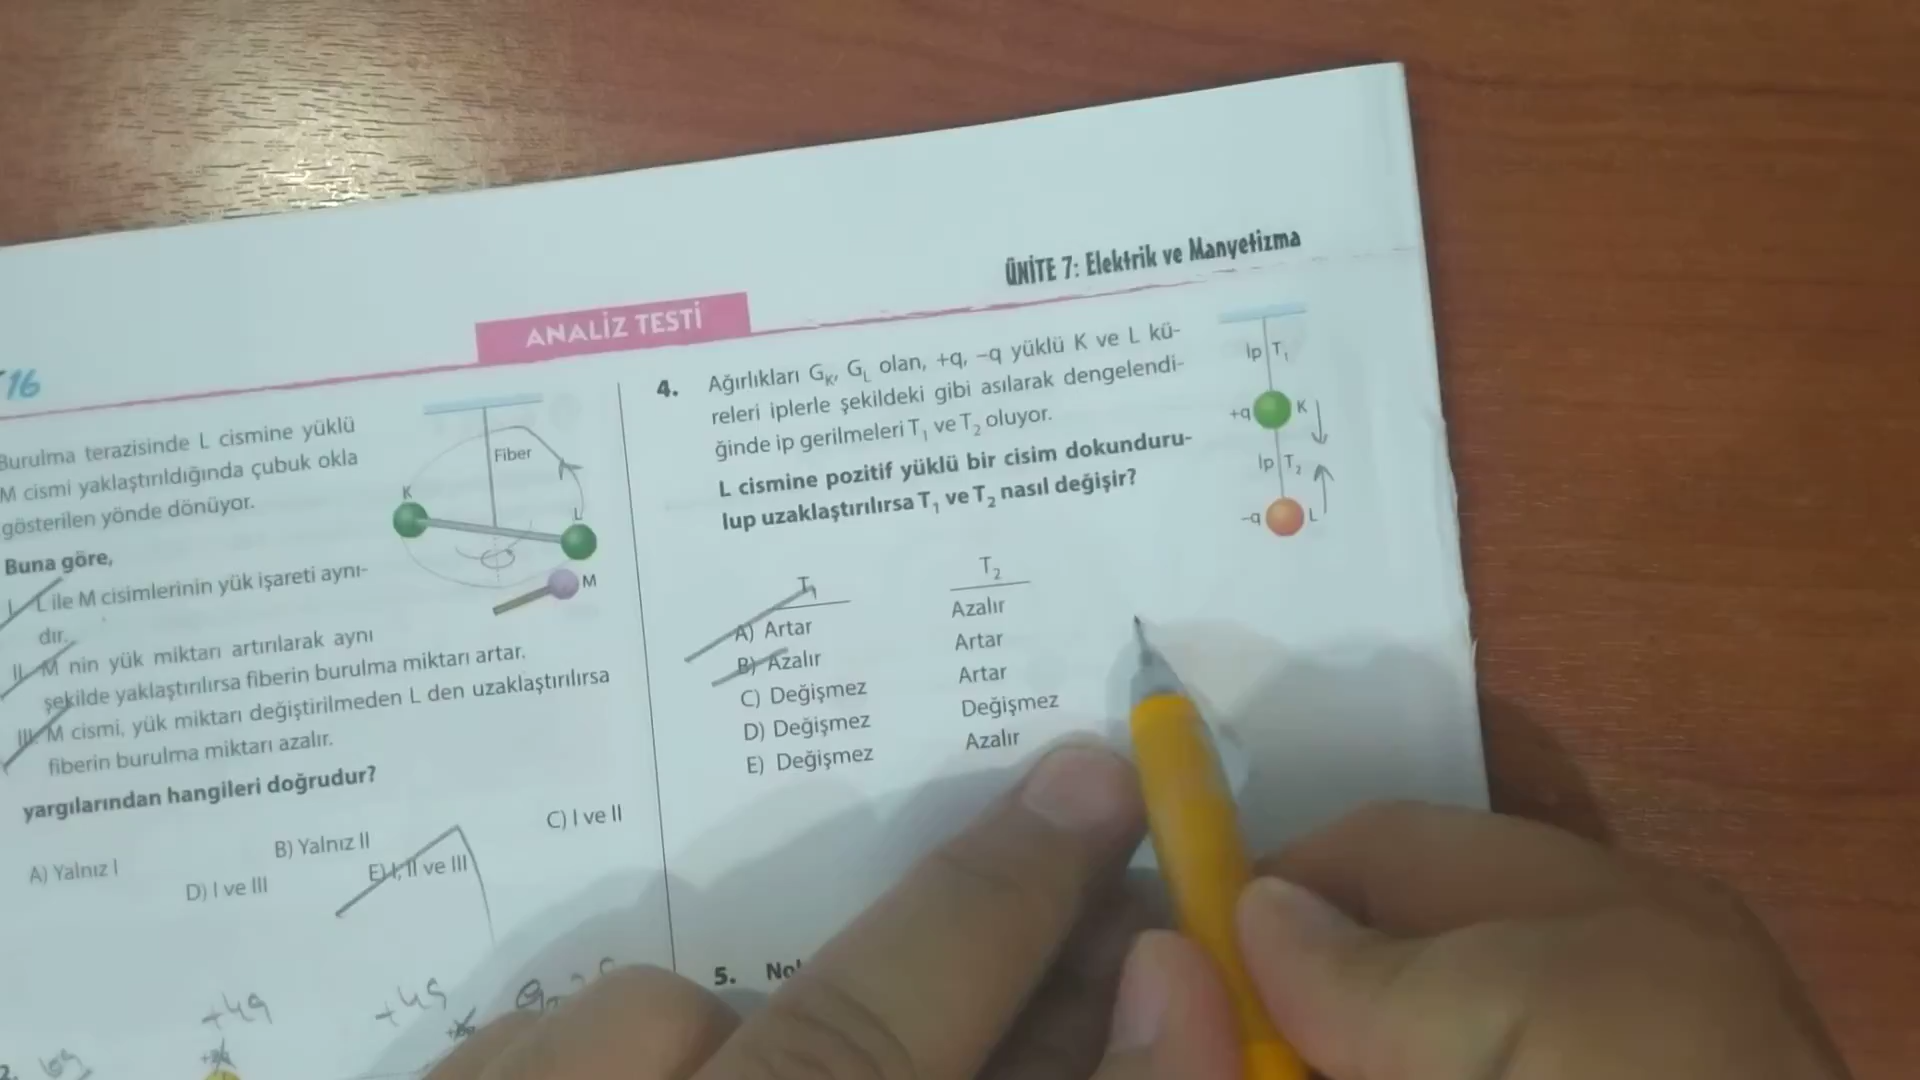 ÜNİTE 7: Elektrik ve Manyetizma
ANALİZ TESTİ
16
Burulma terazisinde L cismine yüklü
M cismi yaklaştırıldığında çubuk okla
gösterilen yönde dönüyor.
Buna göre,
I. L ile M cisimlerinin yük işareti aynı-
dır.
II. M nin yük miktarı artırılarak aynı
şekilde yaklaştırılırsa fiberin burulma miktarı artar.
III. M cismi, yük miktarı değiştirilmeden L den uzaklaştırılırsa
fiberin burulma miktarı azalır.
yargılarından hangileri doğrudur?
A) Yalnız I
B) Yalnız II
C) I ve II
D) I ve III
E) I, II ve III
Fiber
K
L
M
+49
+49
2.
4. Ağırlıkları G_K, G_L olan, +q, –q yüklü K ve L kü-
releri iplerle şekildeki gibi asılarak dengelendi-
ğinde ip gerilmeleri T₁ ve T₂ oluyor.
L cismine pozitif yüklü bir cisim dokunduru-
lup uzaklaştırılırsa T₁ ve T₂ nasıl değişir?
T₁ T₂
A) Artar Azalır
B) Azalır Artar
C) Değişmez Artar
D) Değişmez Değişmez
E) Değişmez Azalır
İp T₁
+q K
İp T₂
–q L
5.